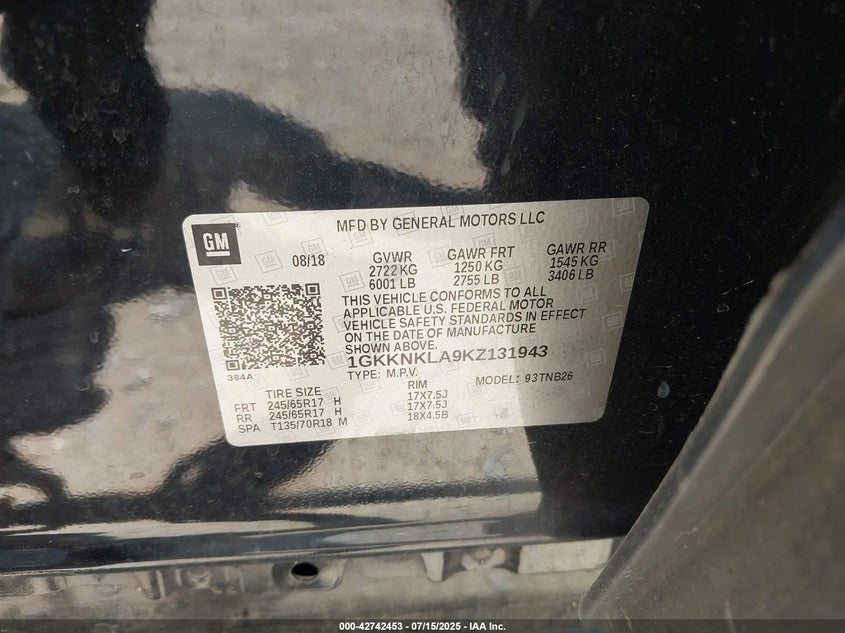 MFD BY GENERAL MOTORS LLC
GM
08/18 GVWR GAWR FRT GAWR RR
2722 KG 1250 KG 1545 KG
6001 LB 2755 LB 3406 LB
THIS VEHICLE CONFORMS TO ALL
APPLICABLE U.S. FEDERAL MOTOR
VEHICLE SAFETY STANDARDS IN EFFECT
ON THE DATE OF MANUFACTURE
SHOWN ABOVE.
1GKKNKLA9KZ131943
384A
TYPE: M.P.V. MODEL: 93TNB26
TIRE SIZE RIM
FRT 245/65R17 H 17X7.5J
RR 245/65R17 H 17X7.5J
SPA T135/70R18 M 18X4.5B
000-42742453 - 07/15/2025 - IAA Inc.